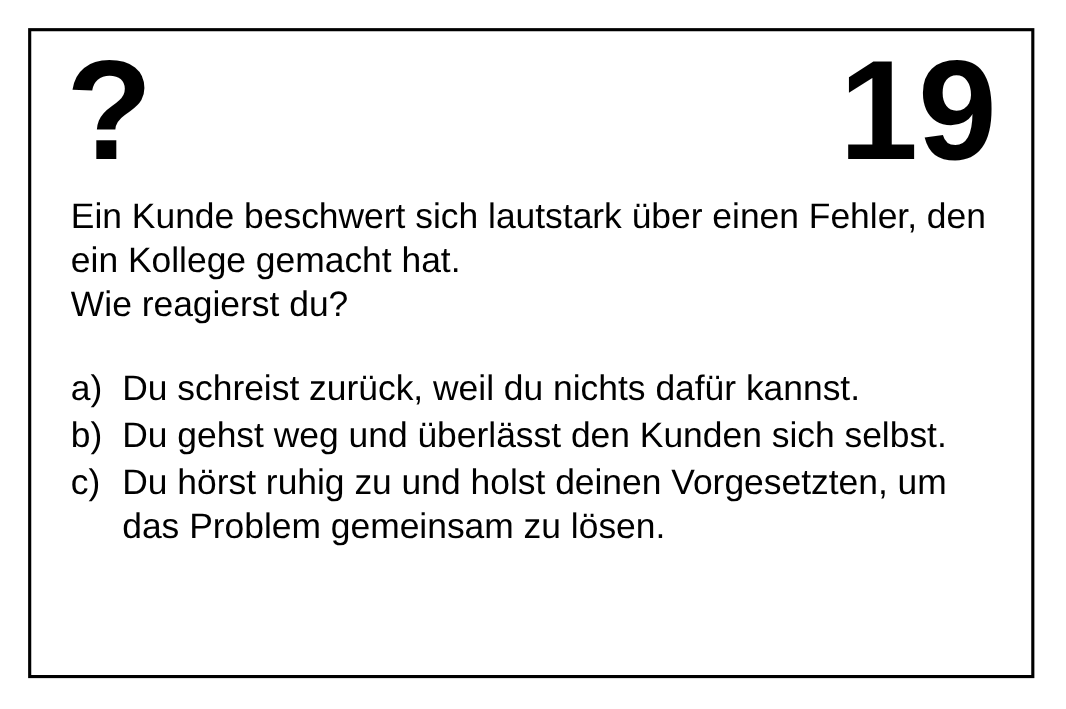 ? 19
Ein Kunde beschwert sich lautstark über einen Fehler, den
ein Kollege gemacht hat.
Wie reagierst du?
a) Du schreist zurück, weil du nichts dafür kannst.
b) Du gehst weg und überlässt den Kunden sich selbst.
c) Du hörst ruhig zu und holst deinen Vorgesetzten, um
das Problem gemeinsam zu lösen.